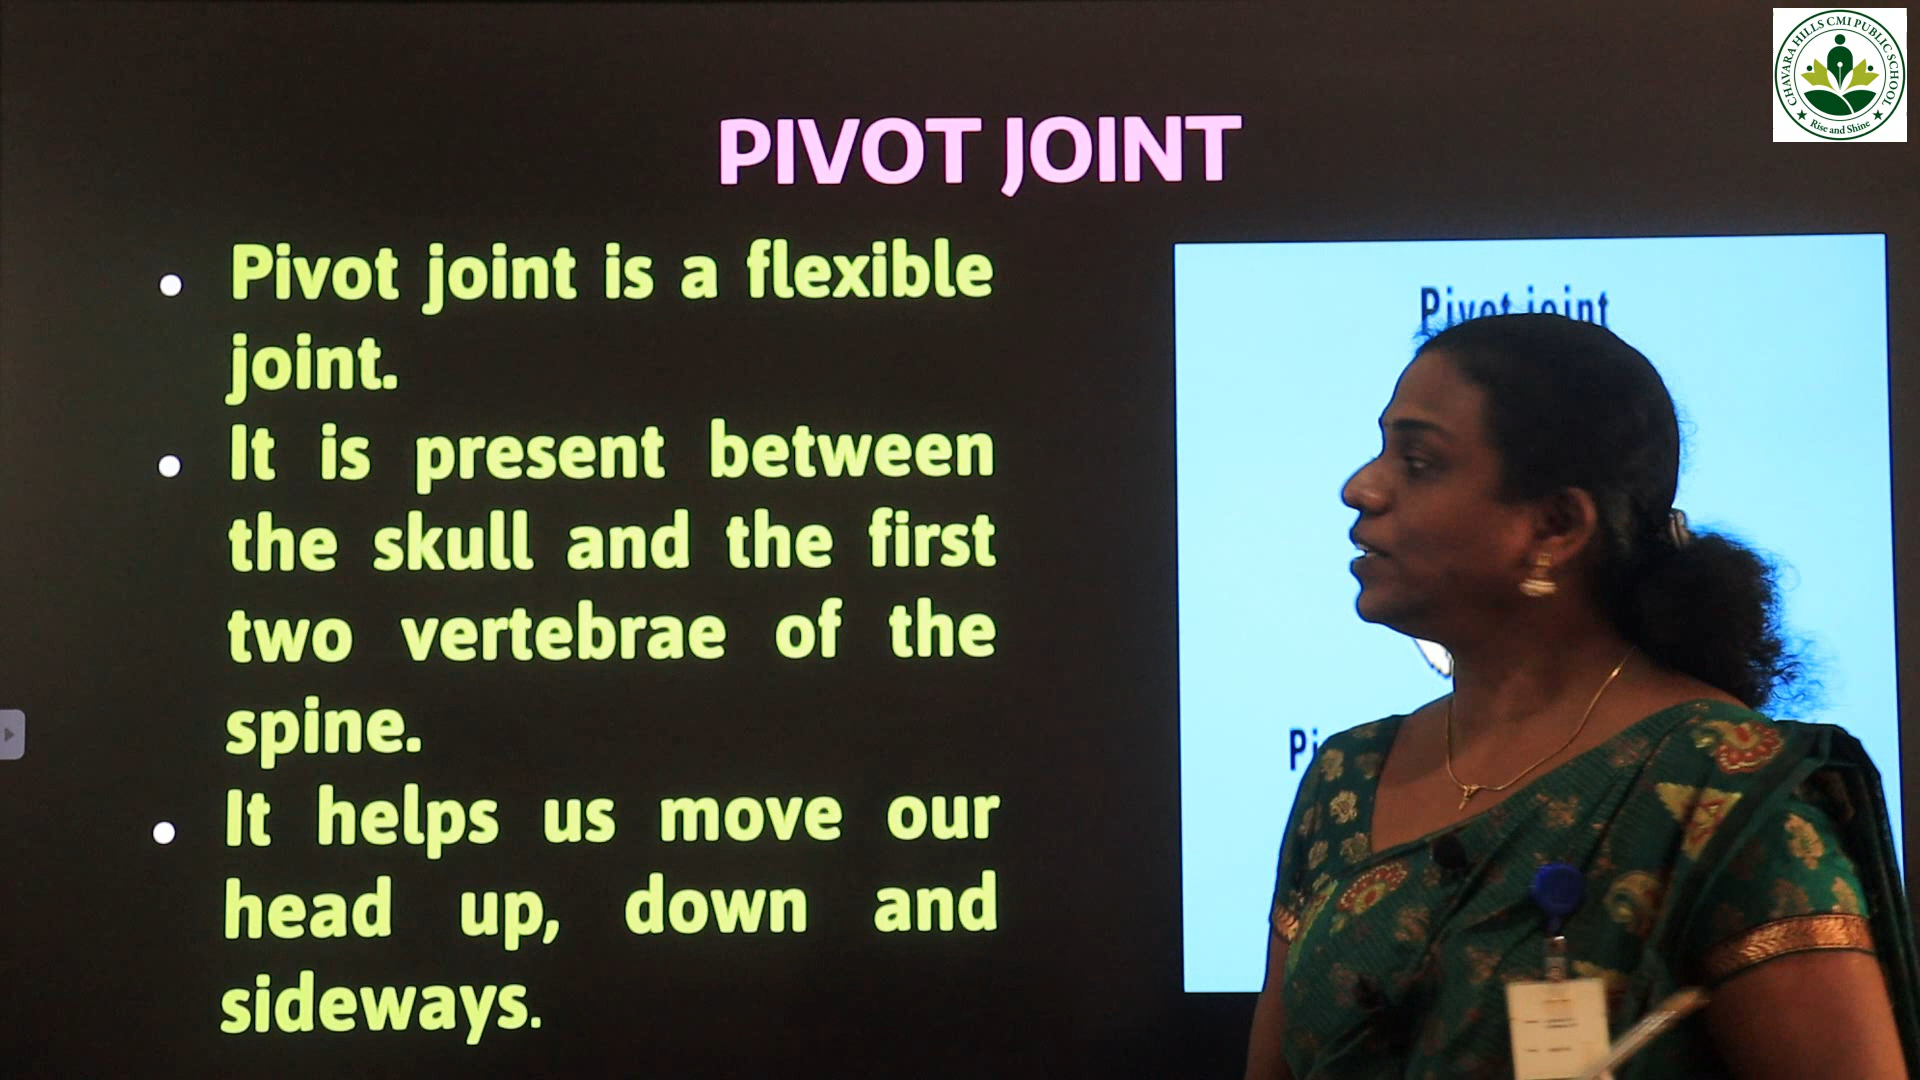 CHAVARA HILLS CMI PUBLIC SCHOOL
Rise and Shine
PIVOT JOINT
Pivot joint is a flexible
joint.
It is present between
the skull and the first
two vertebrae of the
spine.
It helps us move our
head up, down and
sideways.
Pivot joint